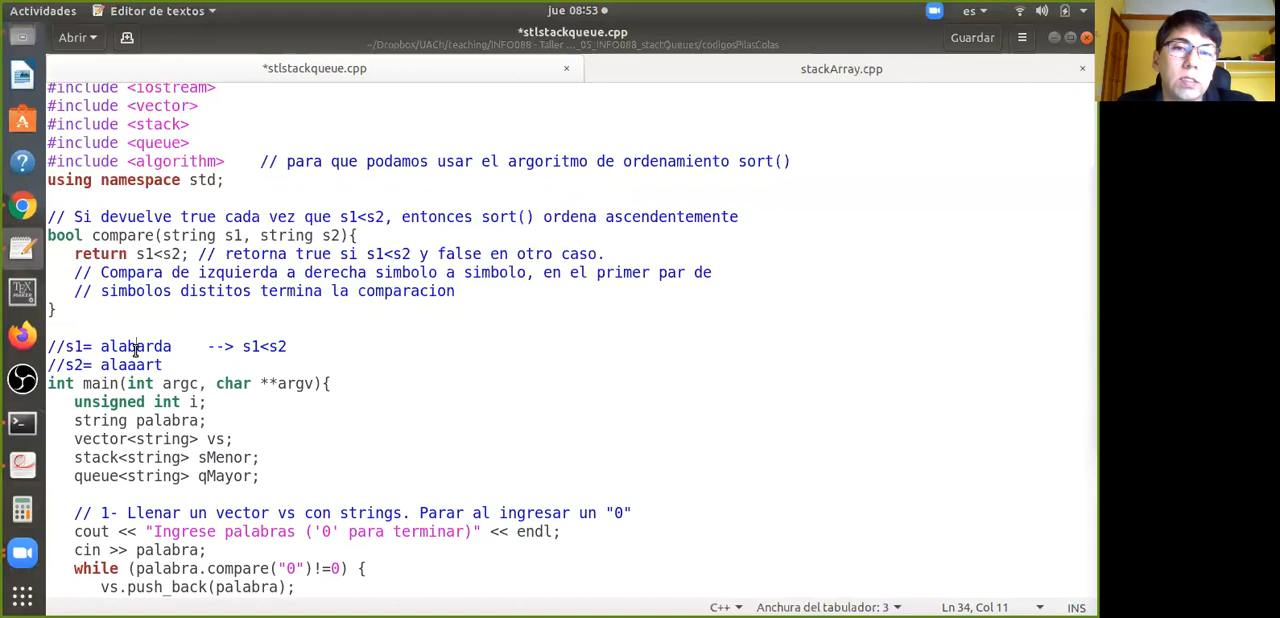 Actividades Editor de textos jue 08:53 es
Abrir *stlstackqueue.cpp Guardar
~/Dropbox/UACh/teaching/INFO088 - Taller ..._05_INFO088_stactQueues/codigosPilasColas
*stlstackqueue.cpp × stackArray.cpp ×
#include <iostream>
#include <vector>
#include <stack>
#include <queue>
#include <algorithm> // para que podamos usar el argoritmo de ordenamiento sort()
using namespace std;
// Si devuelve true cada vez que s1<s2, entonces sort() ordena ascendentemente
bool compare(string s1, string s2){
return s1<s2; // retorna true si s1<s2 y false en otro caso.
// Compara de izquierda a derecha simbolo a simbolo, en el primer par de
// simbolos distitos termina la comparacion
}
//s1= alabarda --> s1<s2
//s2= alaaart
int main(int argc, char **argv){
unsigned int i;
string palabra;
vector<string> vs;
stack<string> sMenor;
queue<string> qMayor;
// 1- Llenar un vector vs con strings. Parar al ingresar un "0"
cout << "Ingrese palabras ('0' para terminar)" << endl;
cin >> palabra;
while (palabra.compare("0")!=0) {
vs.push_back(palabra);
C++ Anchura del tabulador: 3 Ln 34, Col 11 INS